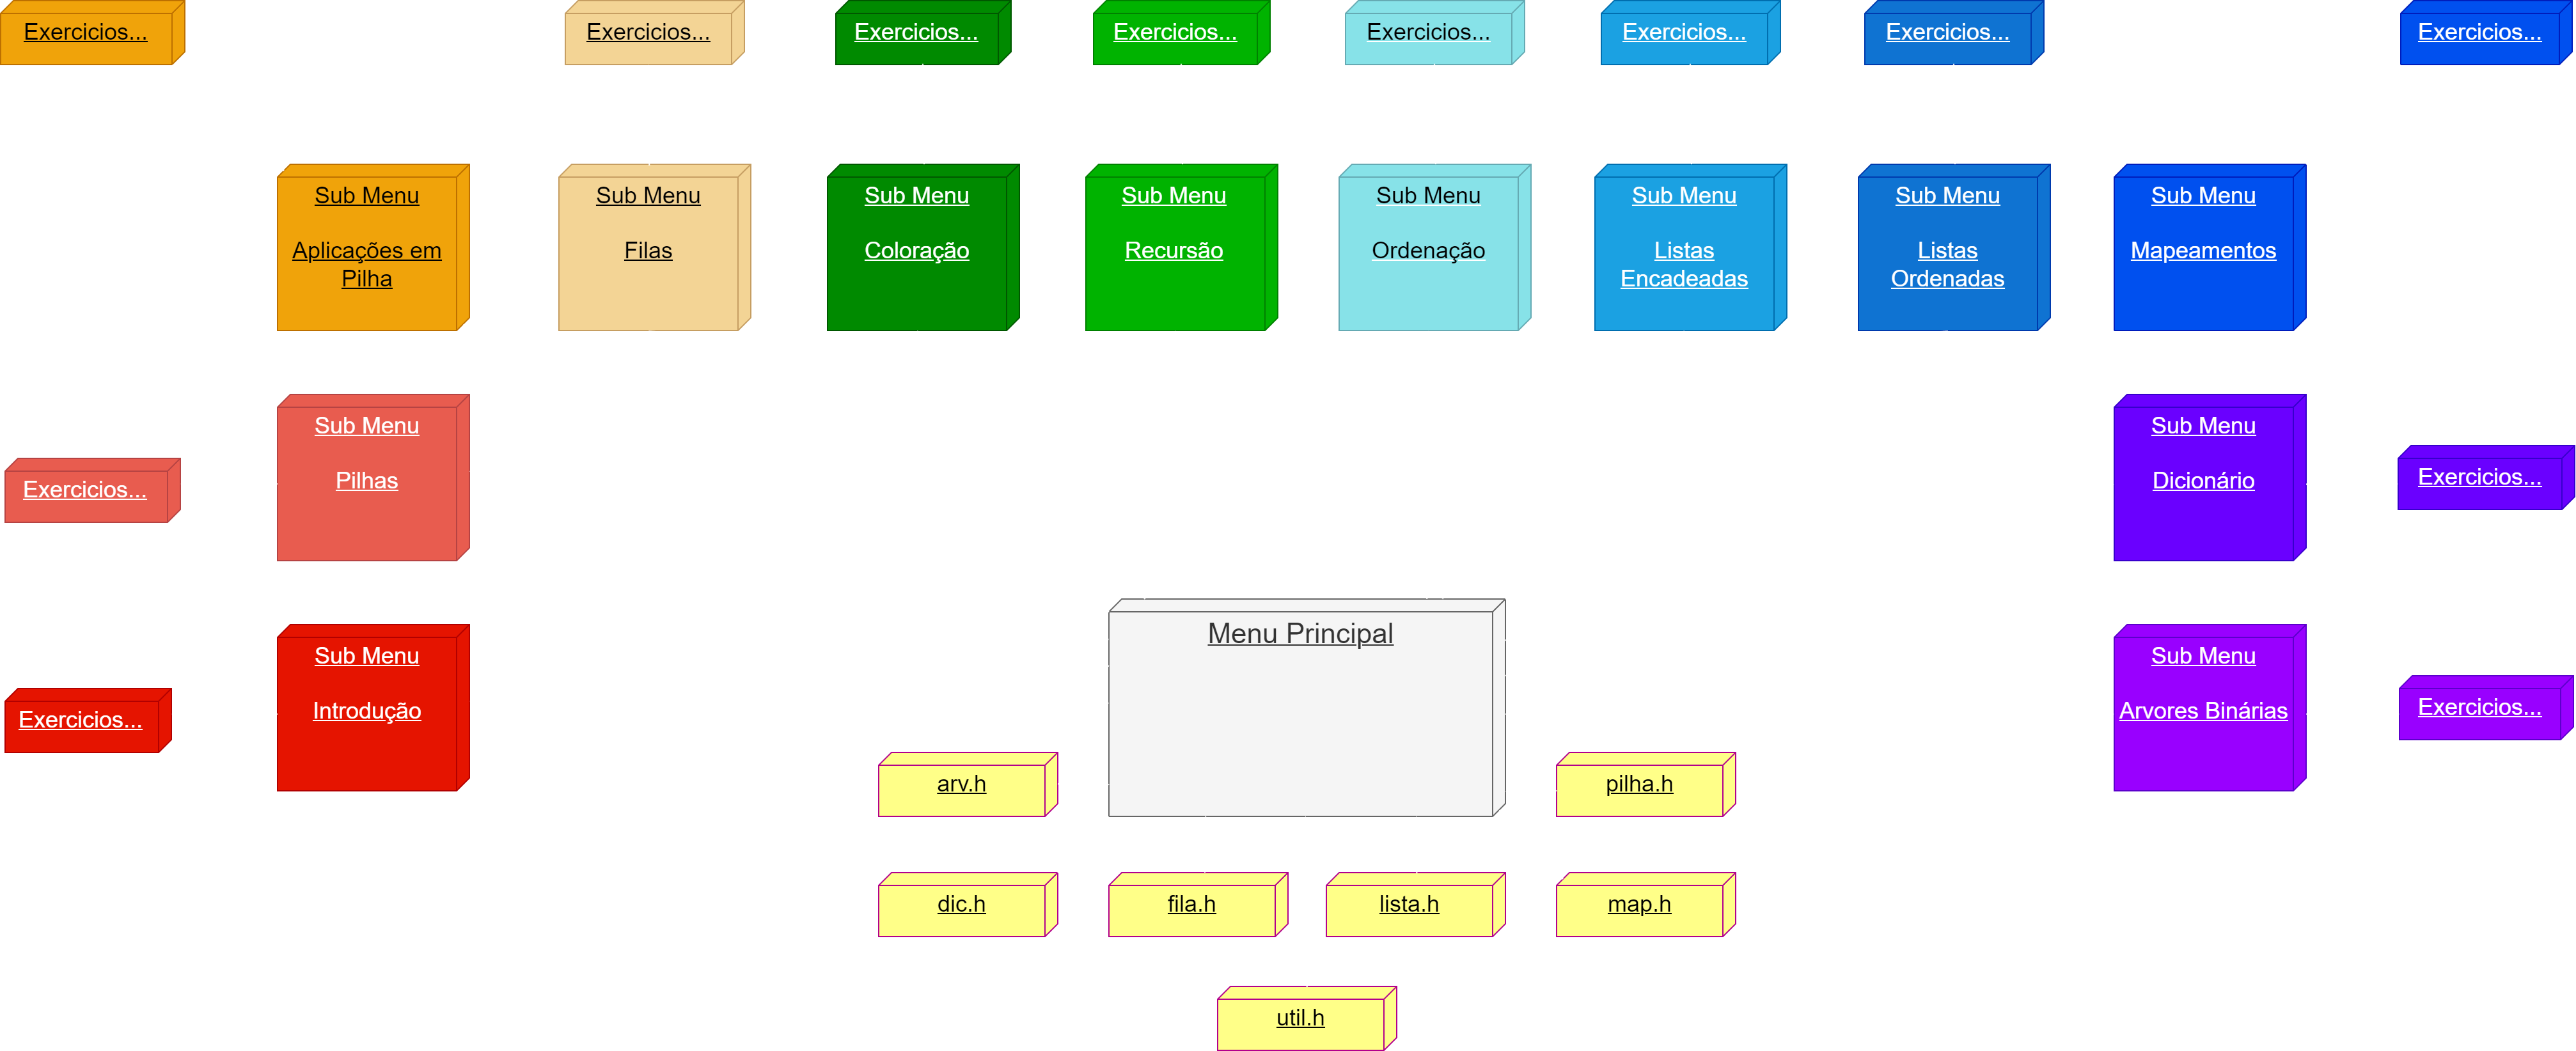 Exercicios...
Exercicios...
Exercicios...
Exercicios...
Exercicios...
Exercicios...
Exercicios...
Exercicios...
Sub Menu
Aplicações em
Pilha
Sub Menu
Filas
Sub Menu
Coloração
Sub Menu
Recursão
Sub Menu
Ordenação
Sub Menu
Listas
Encadeadas
Sub Menu
Listas
Ordenadas
Sub Menu
Mapeamentos
Exercicios...
Sub Menu
Pilhas
Sub Menu
Dicionário
Exercicios...
Exercicios...
Sub Menu
Introdução
Menu Principal
Sub Menu
Arvores Binárias
Exercicios...
arv.h
pilha.h
dic.h
fila.h
lista.h
map.h
util.h